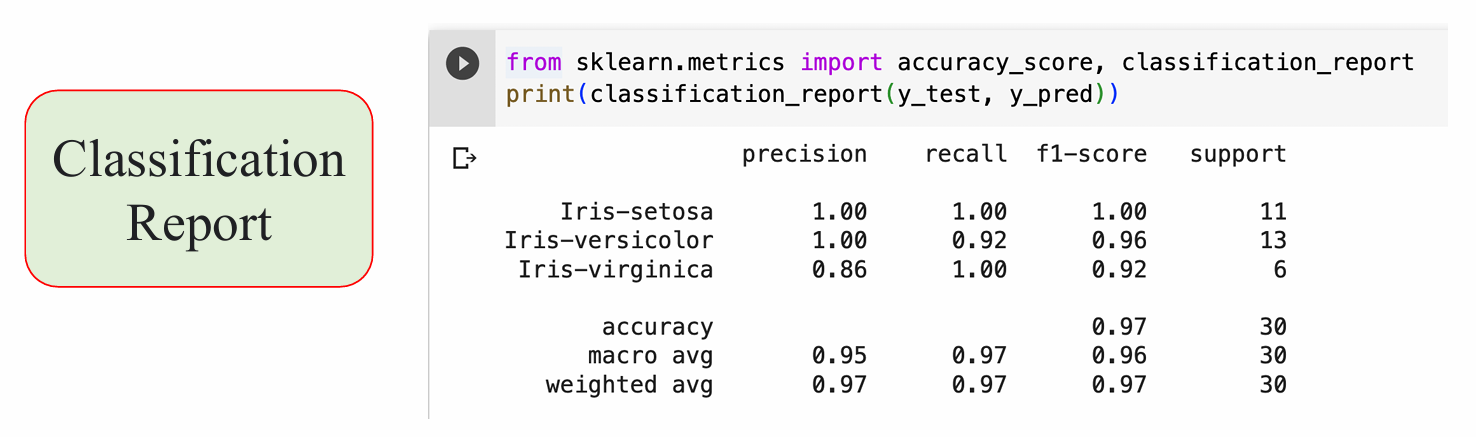 Classification
Report
from sklearn.metrics import accuracy_score, classification_report
print(classification_report(y_test, y_pred))
precision recall f1-score support
Iris-setosa 1.00 1.00 1.00 11
Iris-versicolor 1.00 0.92 0.96 13
Iris-virginica 0.86 1.00 0.92 6
accuracy 0.97 30
macro avg 0.95 0.97 0.96 30
weighted avg 0.97 0.97 0.97 30